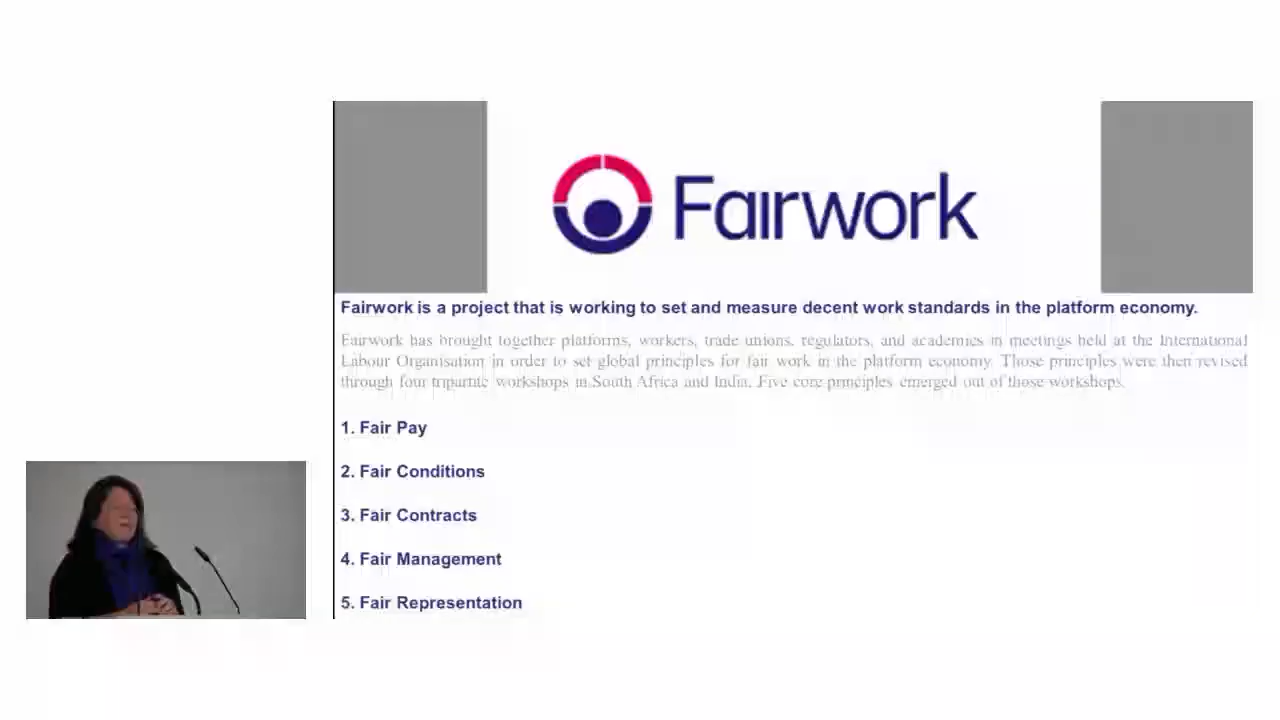 Fairwork
Fairwork is a project that is working to set and measure decent work standards in the platform economy.
Fairwork has brought together platforms, workers, trade unions, regulators, and academics in meetings held at the International
Labour Organisation in order to set global principles for fair work in the platform economy. Those principles were then revised
through four tripartite workshops in South Africa and India. Five core principles emerged out of those workshops.
1. Fair Pay
2. Fair Conditions
3. Fair Contracts
4. Fair Management
5. Fair Representation